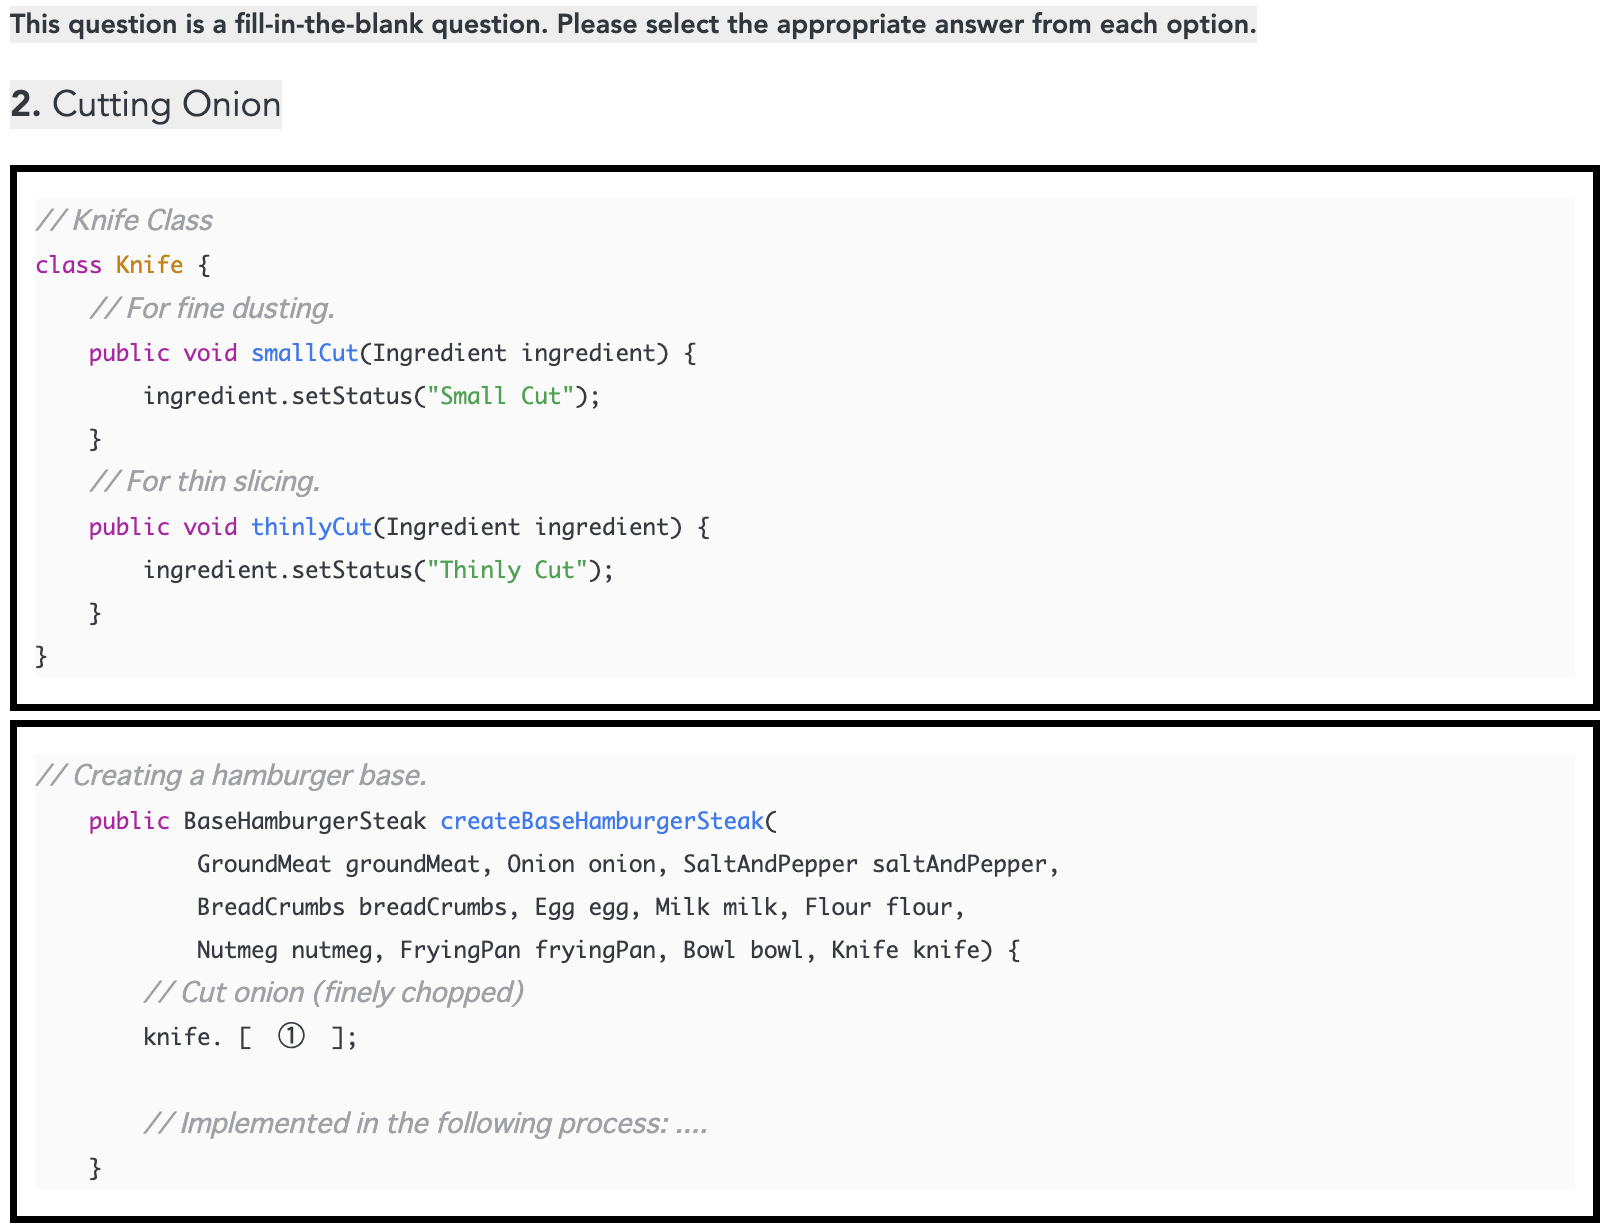 This question is a fill-in-the-blank question. Please select the appropriate answer from each option.
2. Cutting Onion
// Knife Class
class Knife {
// For fine dusting.
public void smallCut(Ingredient ingredient) {
ingredient.setStatus("Small Cut");
}
// For thin slicing.
public void thinlyCut(Ingredient ingredient) {
ingredient.setStatus("Thinly Cut");
}
}
// Creating a hamburger base.
public BaseHamburgerSteak createBaseHamburgerSteak(
GroundMeat groundMeat, Onion onion, SaltAndPepper saltAndPepper,
BreadCrumbs breadCrumbs, Egg egg, Milk milk, Flour flour,
Nutmeg nutmeg, FryingPan fryingPan, Bowl bowl, Knife knife) {
// Cut onion (finely chopped)
knife. [ ① ];
// Implemented in the following process: ....
}